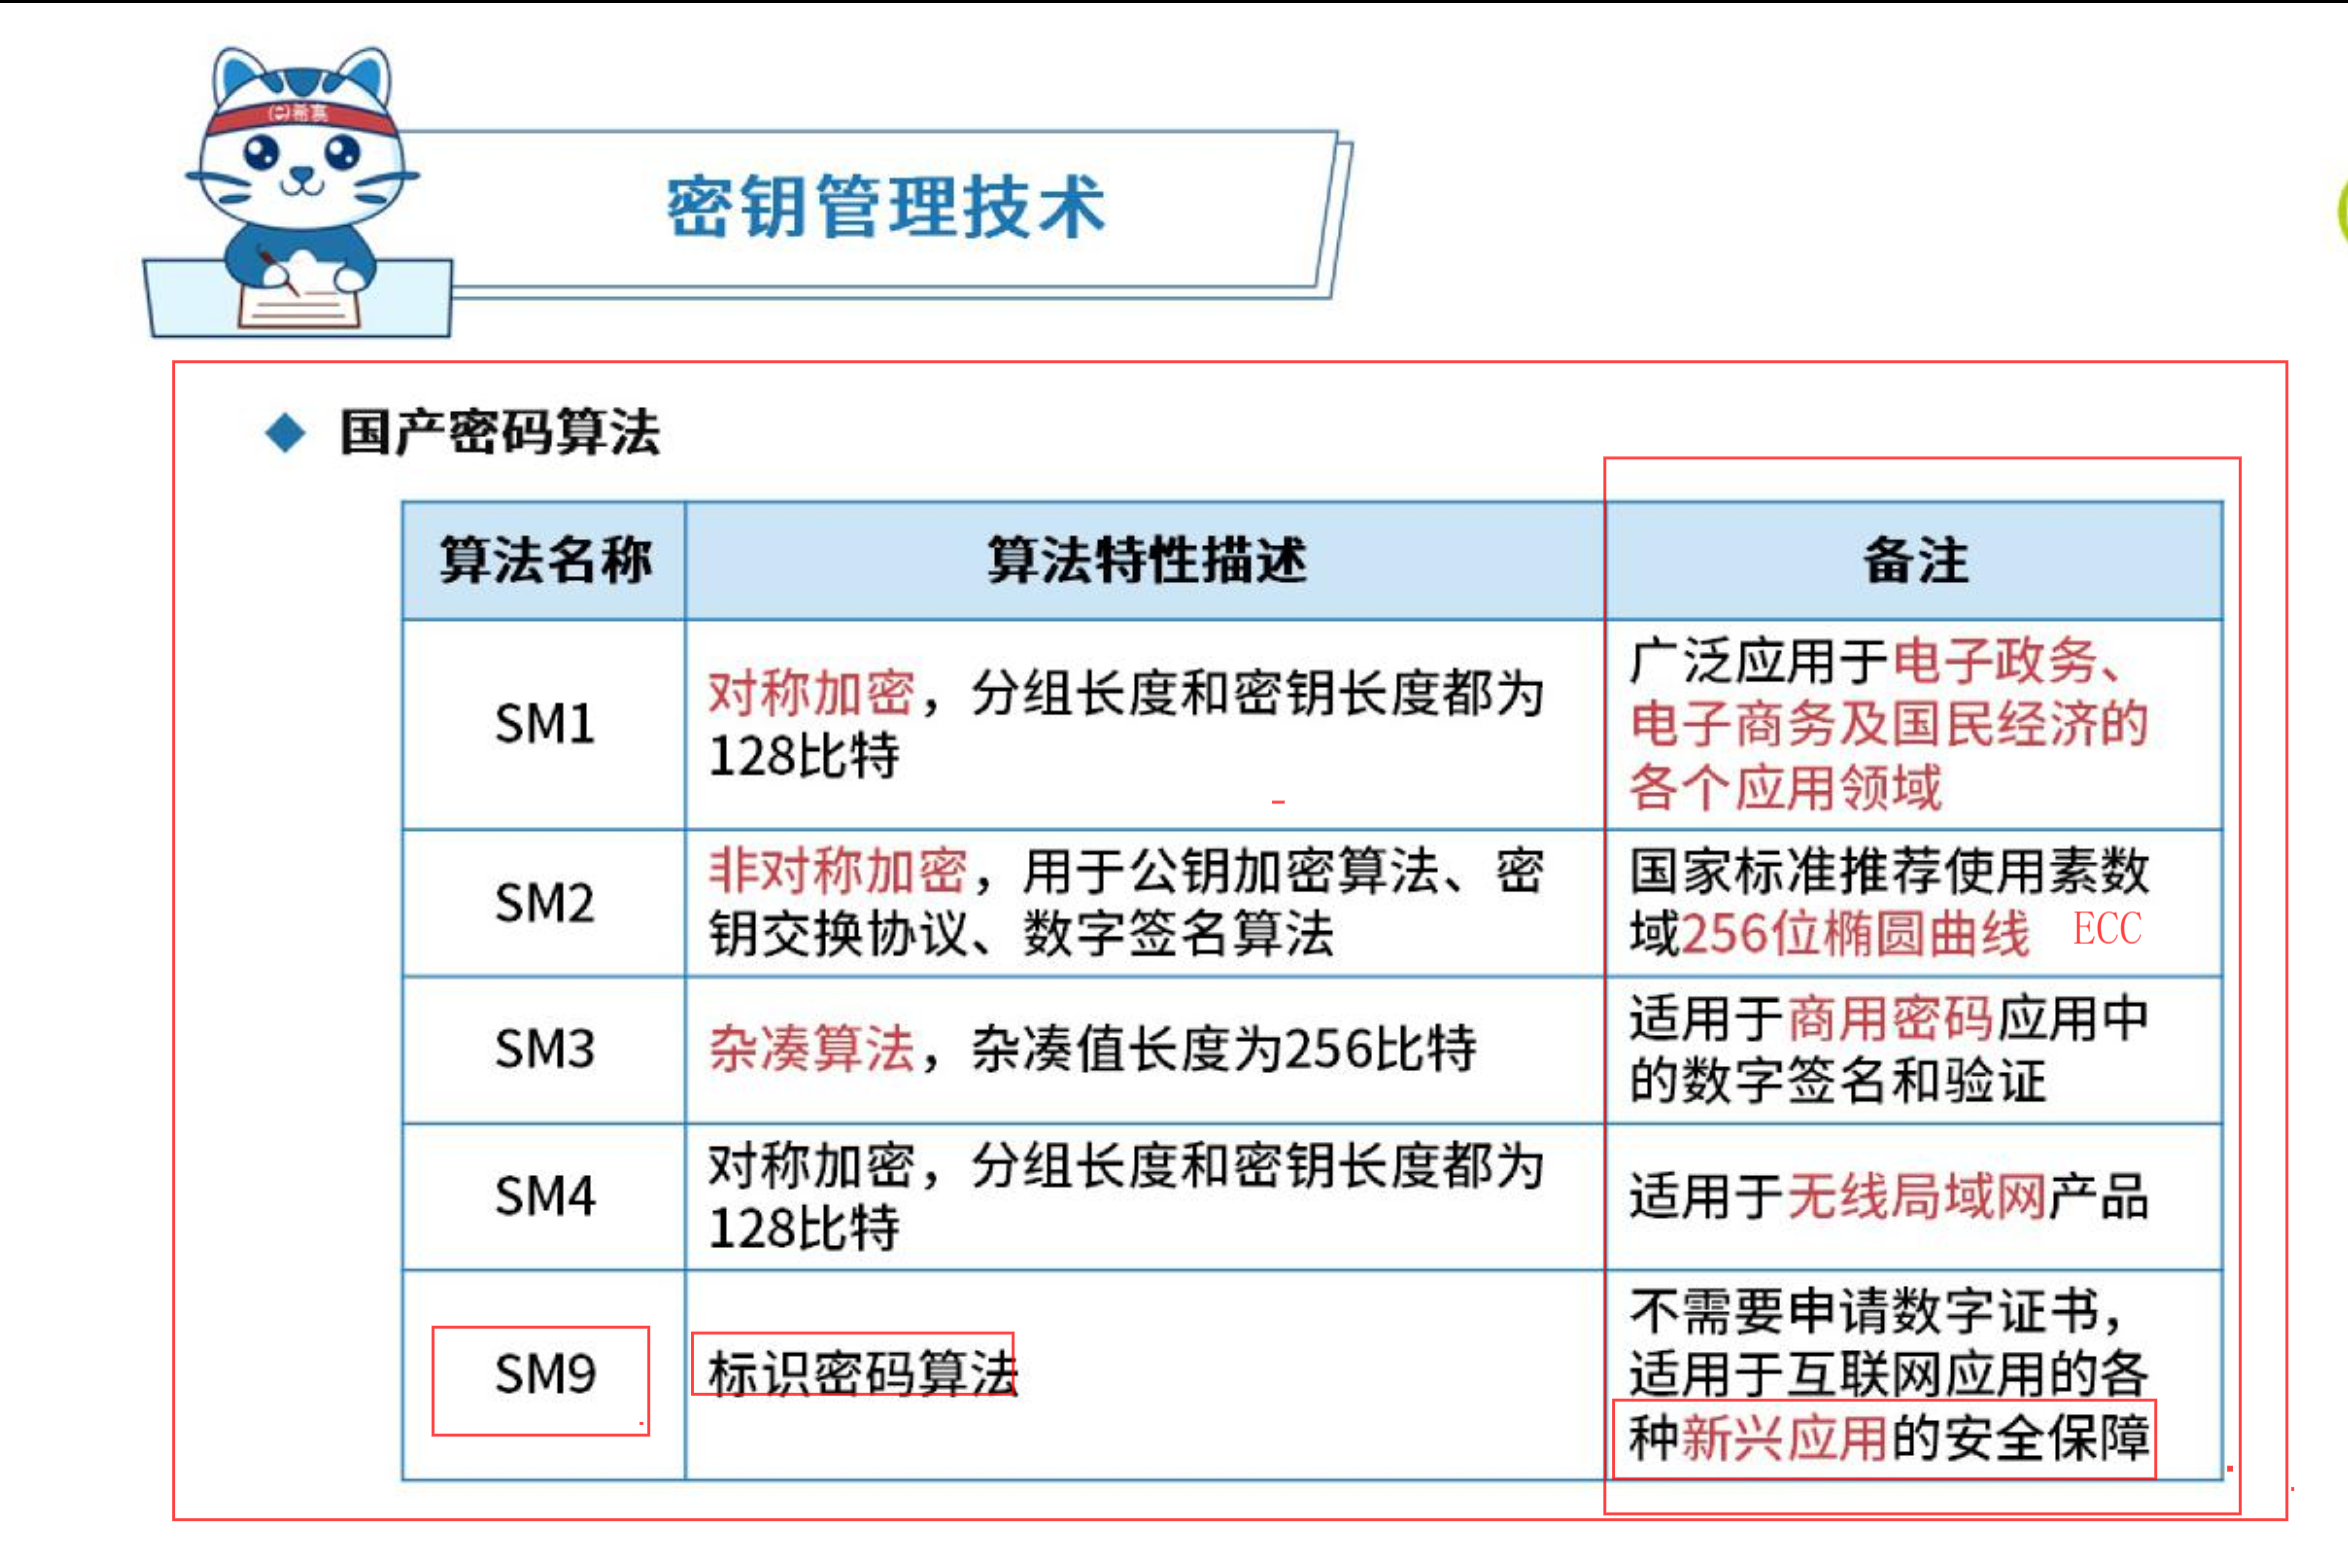 希赛
密钥管理技术
国产密码算法
算法名称 算法特性描述 备注
SM1
对称加密，分组长度和密钥长度都为
128比特
广泛应用于电子政务、
电子商务及国民经济的
各个应用领域
SM2
非对称加密，用于公钥加密算法、密
钥交换协议、数字签名算法
国家标准推荐使用素数
域256位椭圆曲线 ECC
SM3
杂凑算法，杂凑值长度为256比特
适用于商用密码应用中
的数字签名和验证
SM4
对称加密，分组长度和密钥长度都为
128比特
适用于无线局域网产品
SM9
标识密码算法
不需要申请数字证书，
适用于互联网应用的各
种新兴应用的安全保障